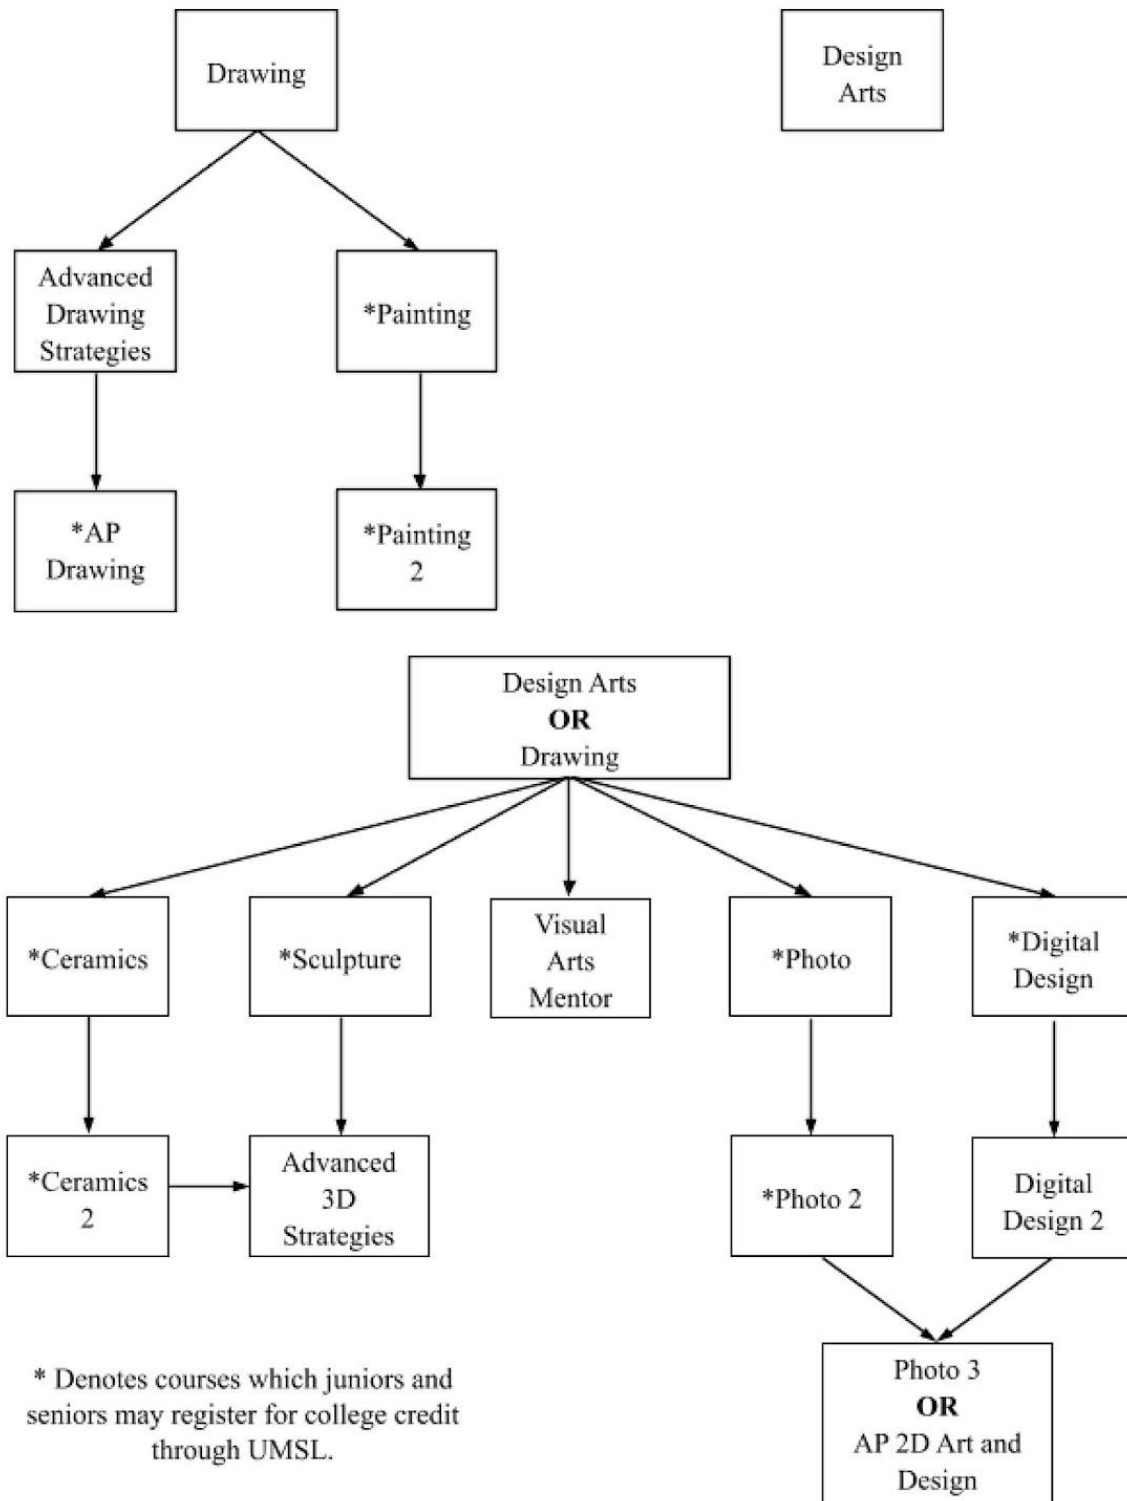 Drawing
Design
Arts
Advanced
Drawing
Strategies
*Painting
*AP
Drawing
*Painting
2
Design Arts
OR
Drawing
*Ceramics
*Sculpture
Visual
Arts
Mentor
*Photo
*Digital
Design
*Ceramics
2
Advanced
3D
Strategies
*Photo 2
Digital
Design 2
Photo 3
OR
AP 2D Art and
Design
* Denotes courses which juniors and
seniors may register for college credit
through UMSL.